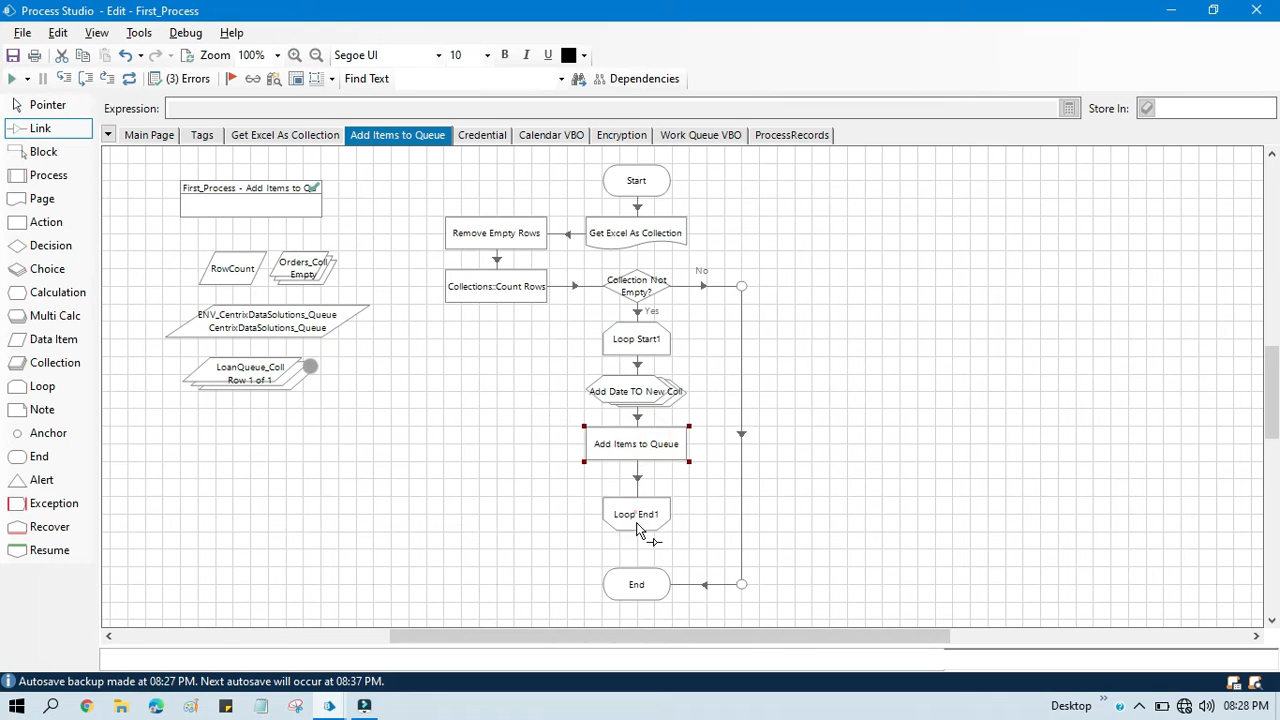 Process Studio - Edit - First_Process
File Edit View Tools Debug Help
Zoom 100% Segoe UI 10 B I U
(3) Errors Find Text Dependencies
Pointer
Link
Block
Process
Page
Action
Decision
Choice
Calculation
Multi Calc
Data Item
Collection
Loop
Note
Anchor
End
Alert
Exception
Recover
Resume
Expression: Store In:
Main Page Tags Get Excel As Collection Add Items to Queue Credential Calendar VBO Encryption Work Queue VBO ProcessRecords
First_Process - Add Items to Q
RowCount
Orders_Coll
Empty
ENV_CentrixDataSolutions_Queue
CentrixDataSolutions_Queue
LoanQueue_Coll
Row 1 of 1
Start
Remove Empty Rows
Get Excel As Collection
Collections::Count Rows
Collection Not
Empty?
No
Yes
Loop Start1
Add Date TO New Coll
Add Items to Queue
Loop End1
End
Autosave backup made at 08:27 PM. Next autosave will occur at 08:37 PM.
Desktop 08:28 PM